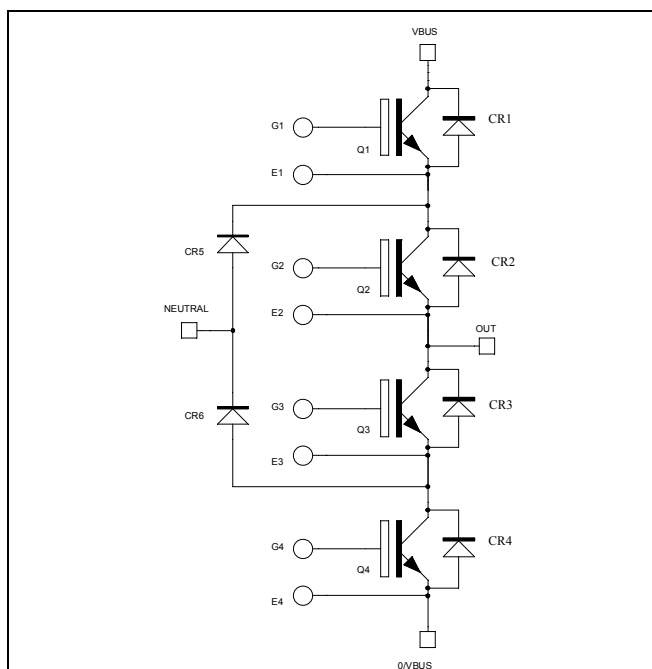 VBUS
CR1
G1
Q1
E1
CR5
CR2
G2
Q2
NEUTRAL
E2
OUT
CR6
G3
CR3
Q3
E3
G4
CR4
Q4
E4
0/VBUS